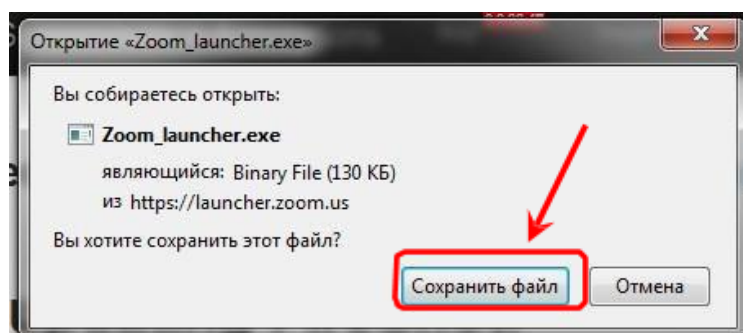 Открытие «Zoom_launcher.exe»
Вы собираетесь открыть:
Zoom_launcher.exe
являющийся: Binary File (130 КБ)
из https://launcher.zoom.us
Вы хотите сохранить этот файл?
Сохранить файл Отмена